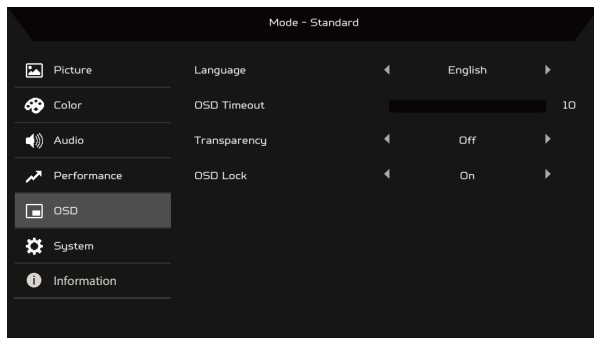 Mode - Standard
Picture
Language English
Color
OSD Timeout 10
Audio
Transparency Off
Performance
OSD Lock On
OSD
System
Information